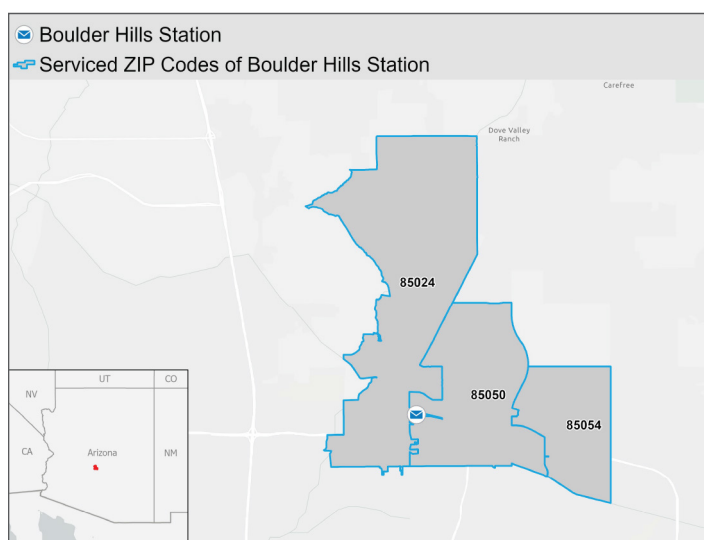 Boulder Hills Station
Serviced ZIP Codes of Boulder Hills Station
Carefree
Dove Valley
Ranch
85024
85050
85054
UT
CO
NV
CA
Arizona
NM